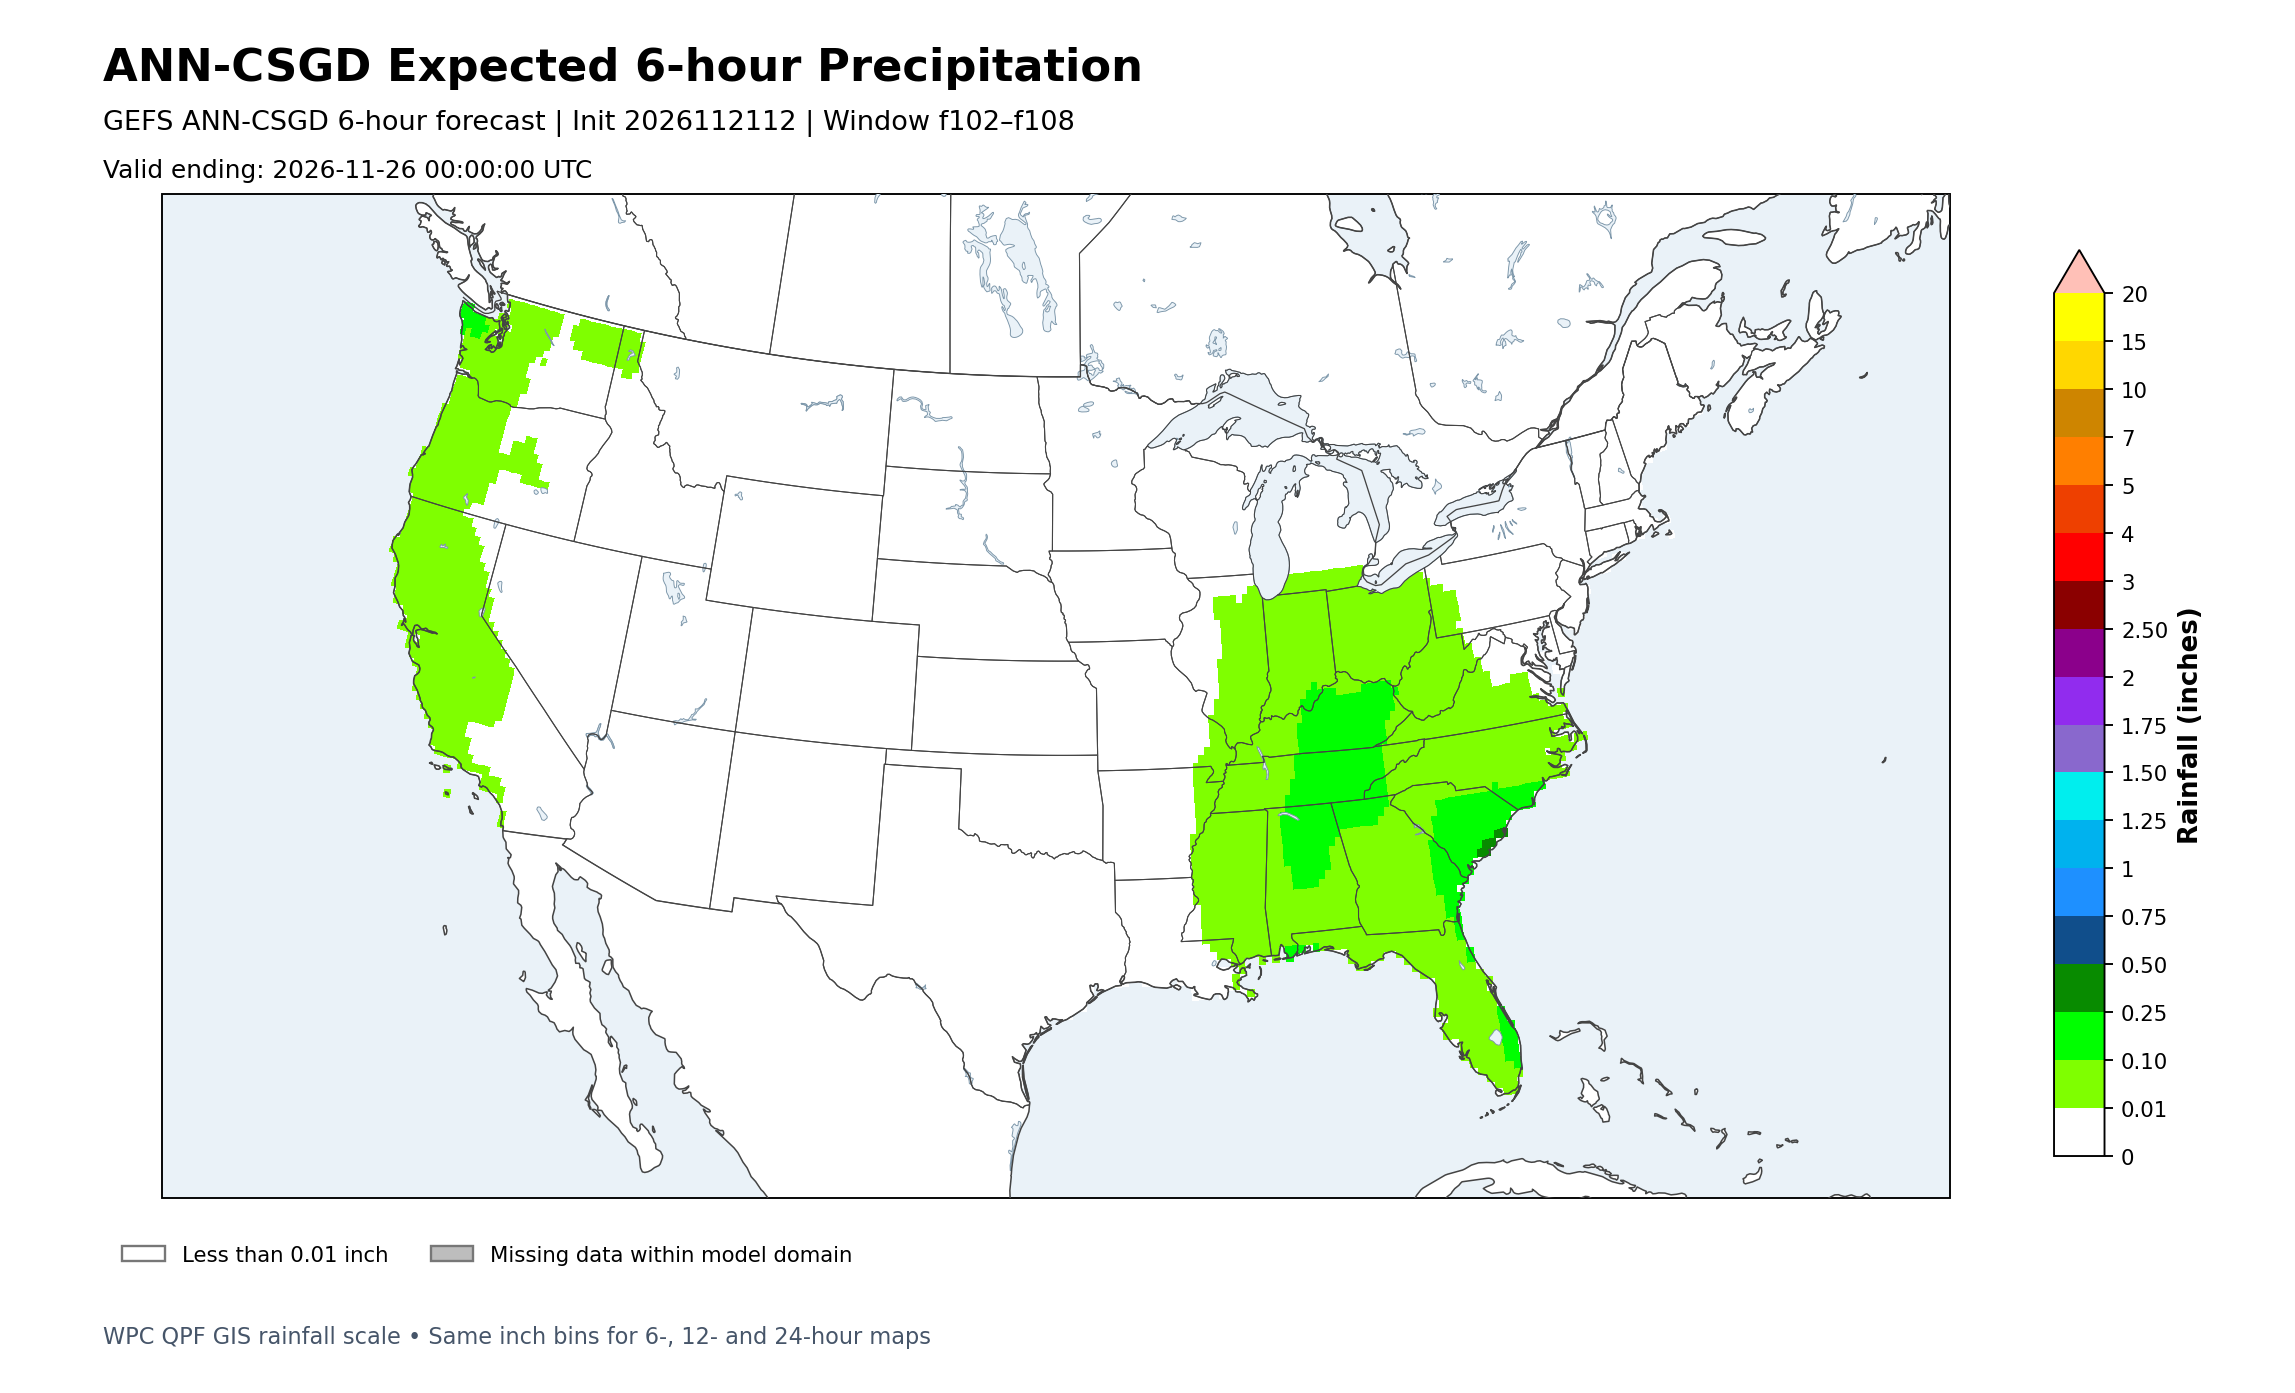 ANN-CSGD Expected 6-hour Precipitation
GEFS ANN-CSGD 6-hour forecast | Init 2026112112 | Window f102–f108
Valid ending: 2026-11-26 00:00:00 UTC
20
15
10
7
5
4
3
2.50
2
1.75
1.50
1.25
1
0.75
0.50
0.25
0.10
0.01
0
Rainfall (inches)
Less than 0.01 inch
Missing data within model domain
WPC QPF GIS rainfall scale • Same inch bins for 6-, 12- and 24-hour maps